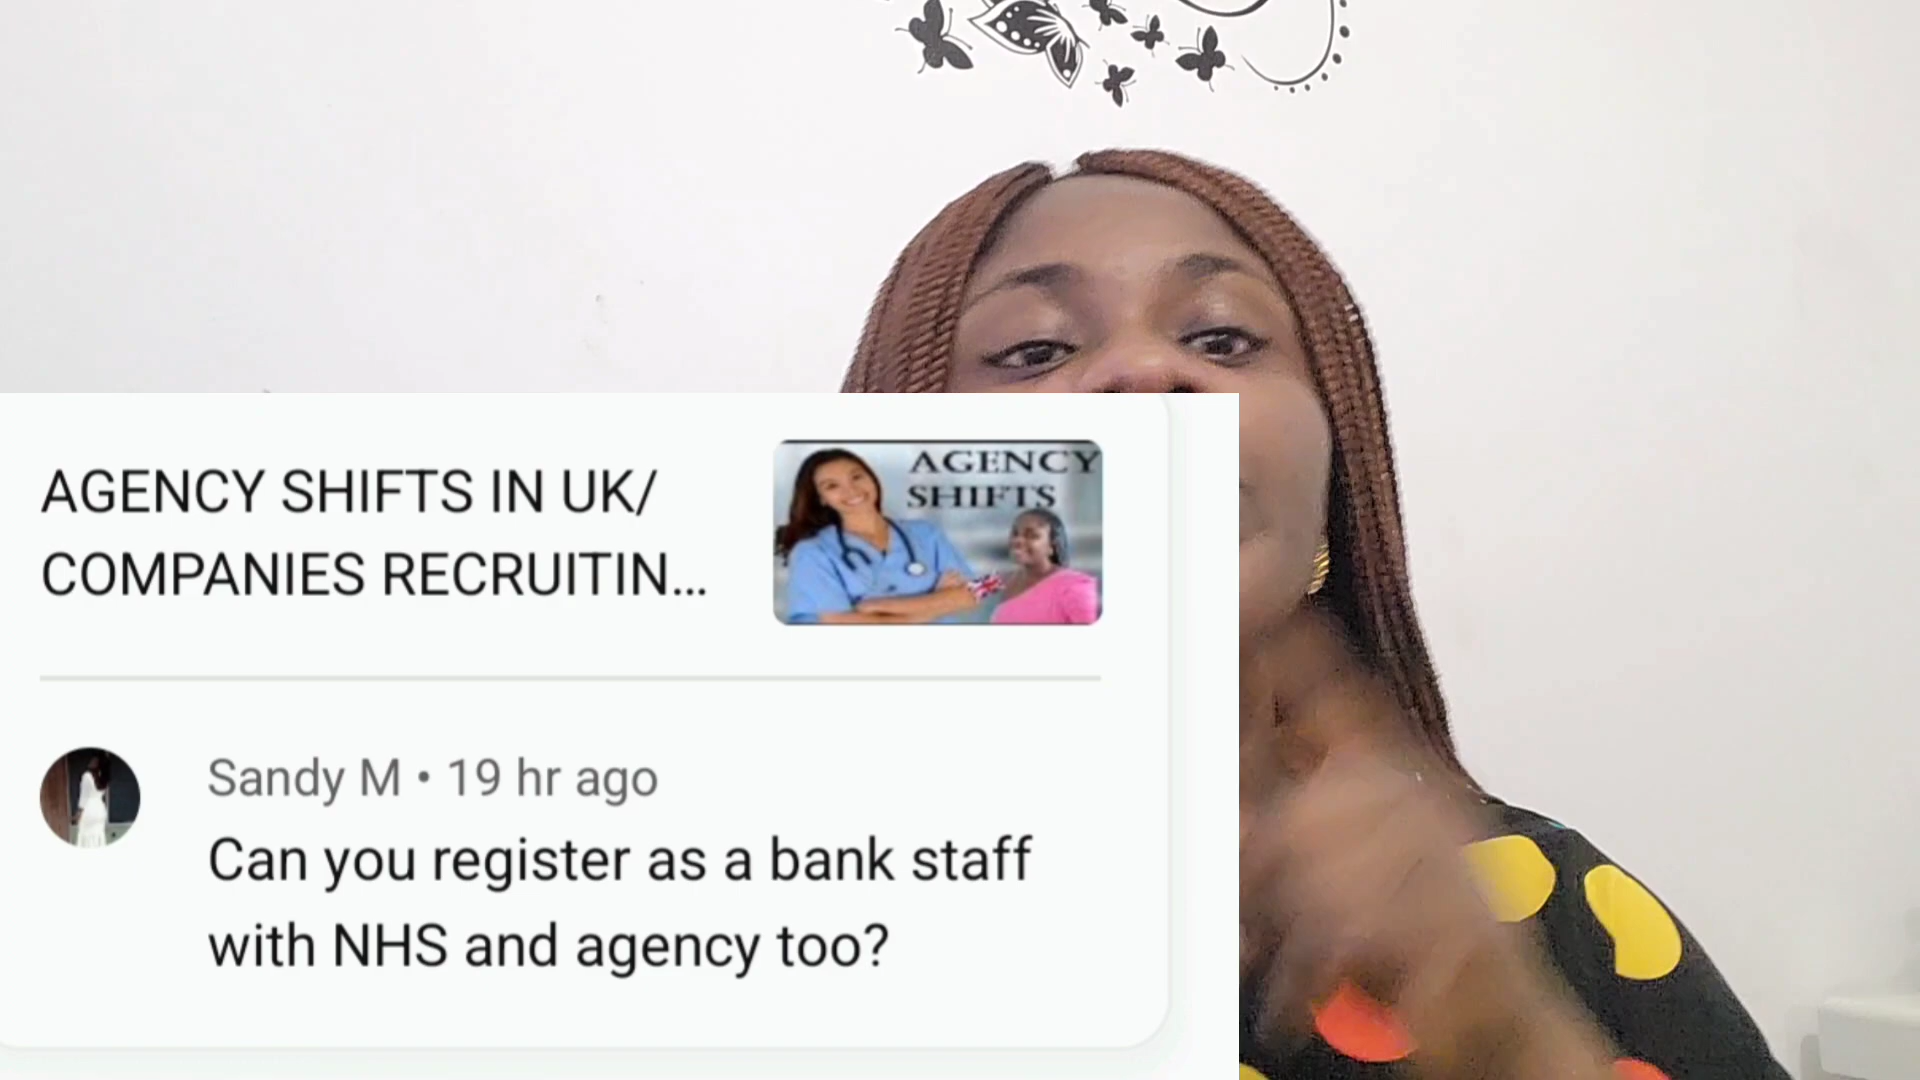 AGENCY SHIFTS IN UK/
COMPANIES RECRUITIN...
AGENCY
SHIFTS
Sandy M • 19 hr ago
Can you register as a bank staff
with NHS and agency too?